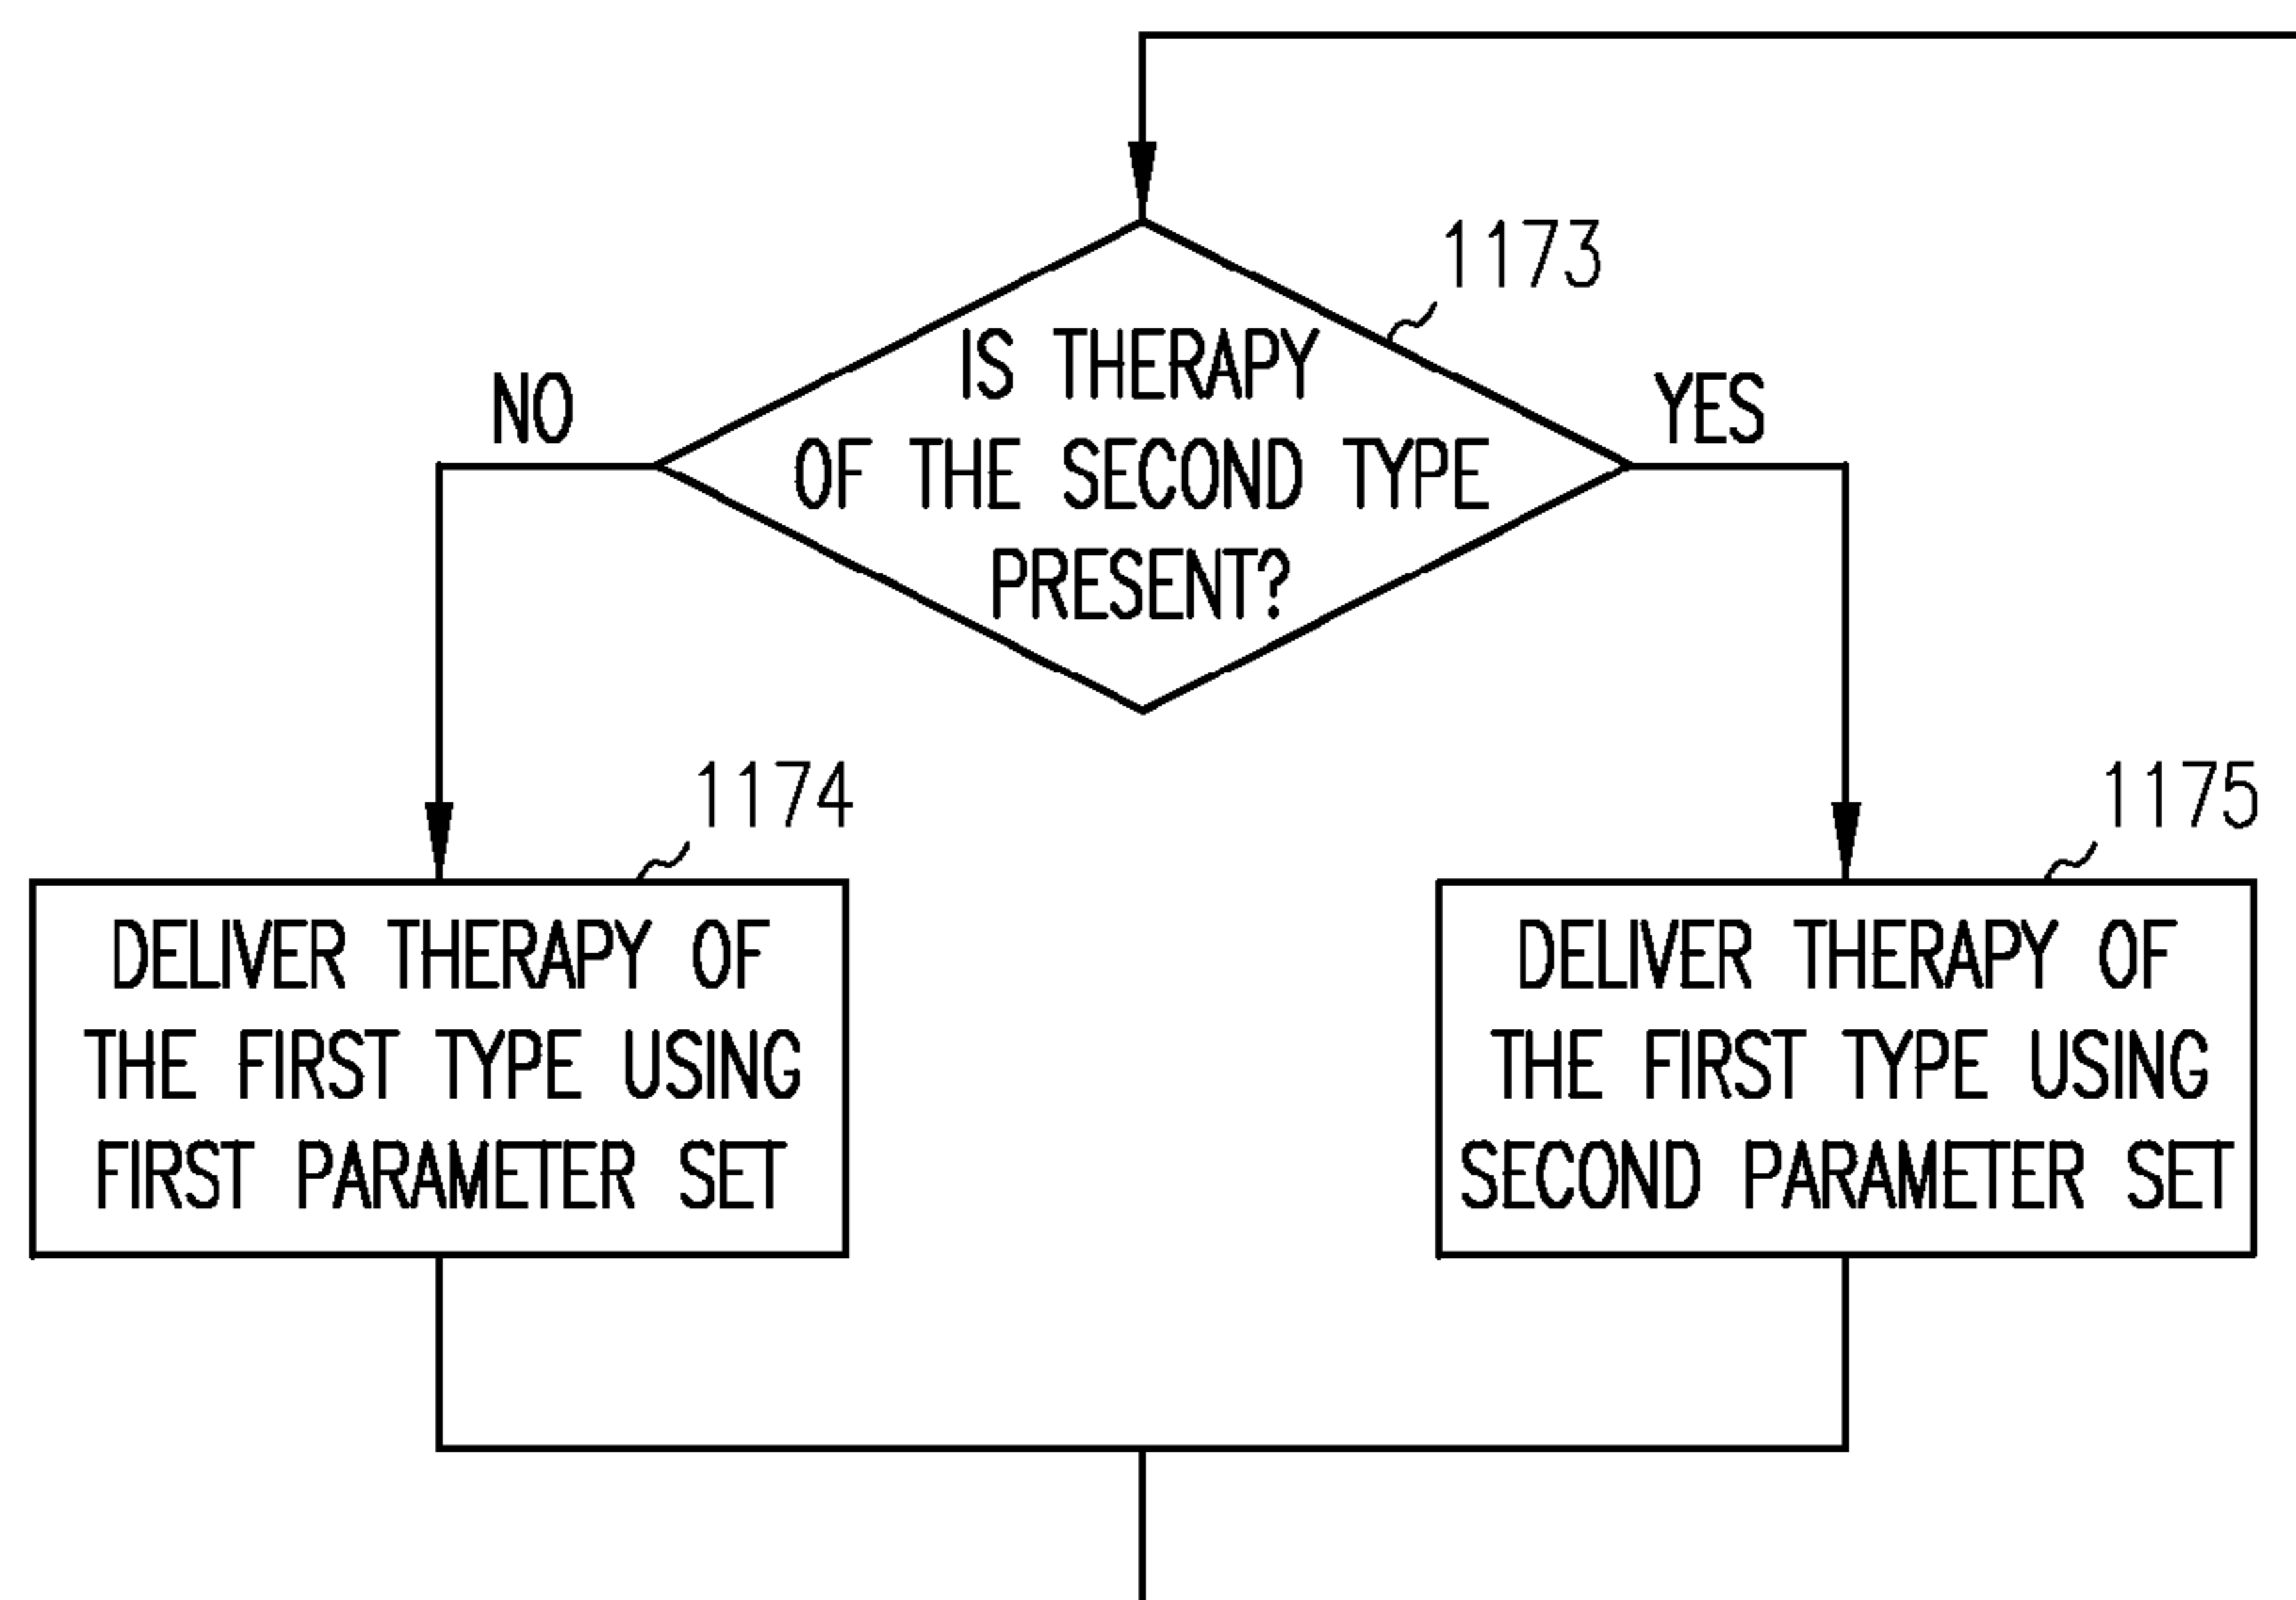 1173
IS THERAPY
OF THE SECOND TYPE
PRESENT?
NO
YES
1174
DELIVER THERAPY OF
THE FIRST TYPE USING
FIRST PARAMETER SET
1175
DELIVER THERAPY OF
THE FIRST TYPE USING
SECOND PARAMETER SET